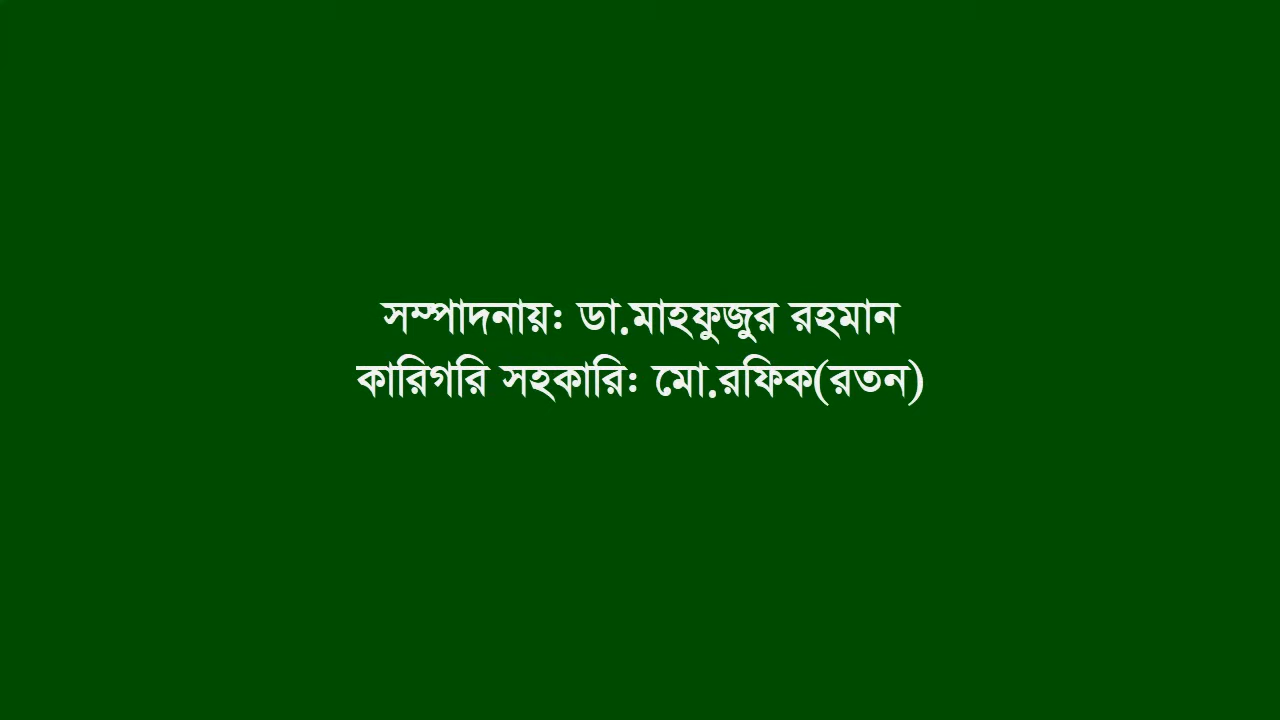 সম্পাদনায়ঃ ডা.মাহফুজুর রহমান
কারিগরি সহকারিঃ মো.রফিক(রতন)